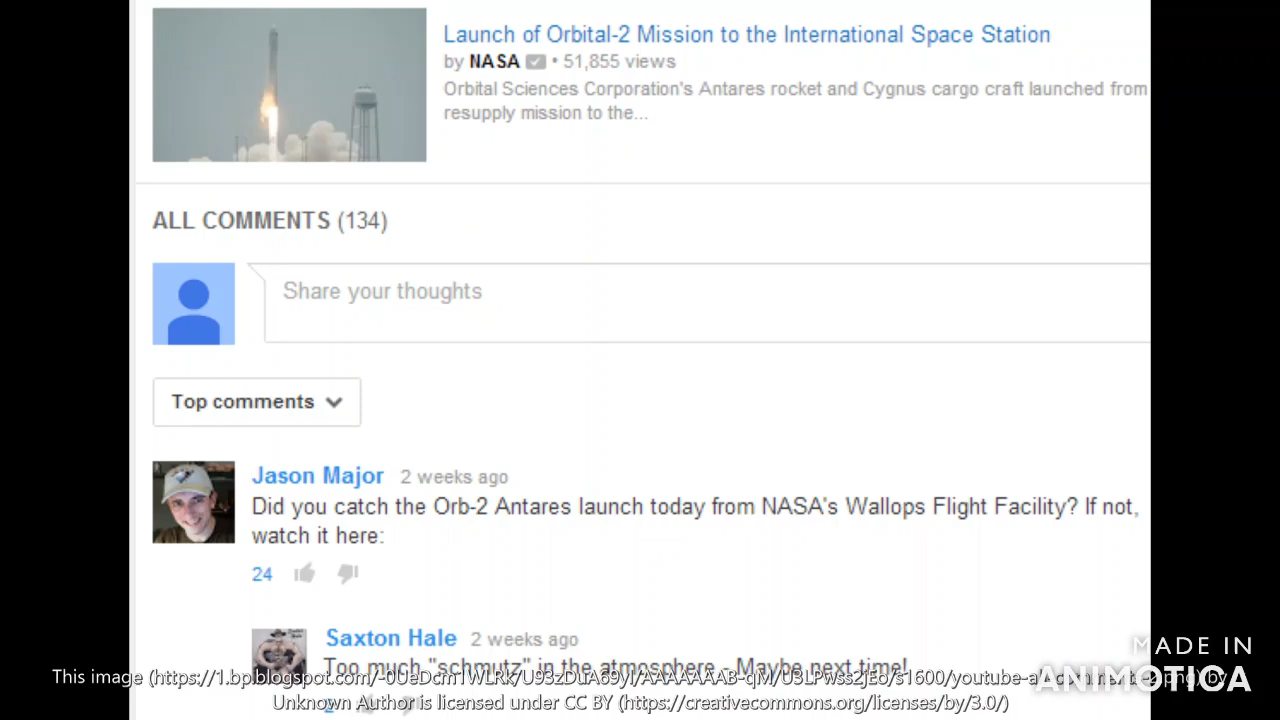 Launch of Orbital-2 Mission to the International Space Station
by NASA • 51,855 views
Orbital Sciences Corporation's Antares rocket and Cygnus cargo craft launched from
resupply mission to the...
ALL COMMENTS (134)
Share your thoughts
Top comments
Jason Major 2 weeks ago
Did you catch the Orb-2 Antares launch today from NASA's Wallops Flight Facility? If not,
watch it here:
24
Saxton Hale 2 weeks ago
Too much "schmutz" in the atmosphere - Maybe next time!
2
MADE IN
ANIMOTICA
This image by
Unknown Author is licensed under CC BY (https://creativecommons.org/licenses/by/3.0/)